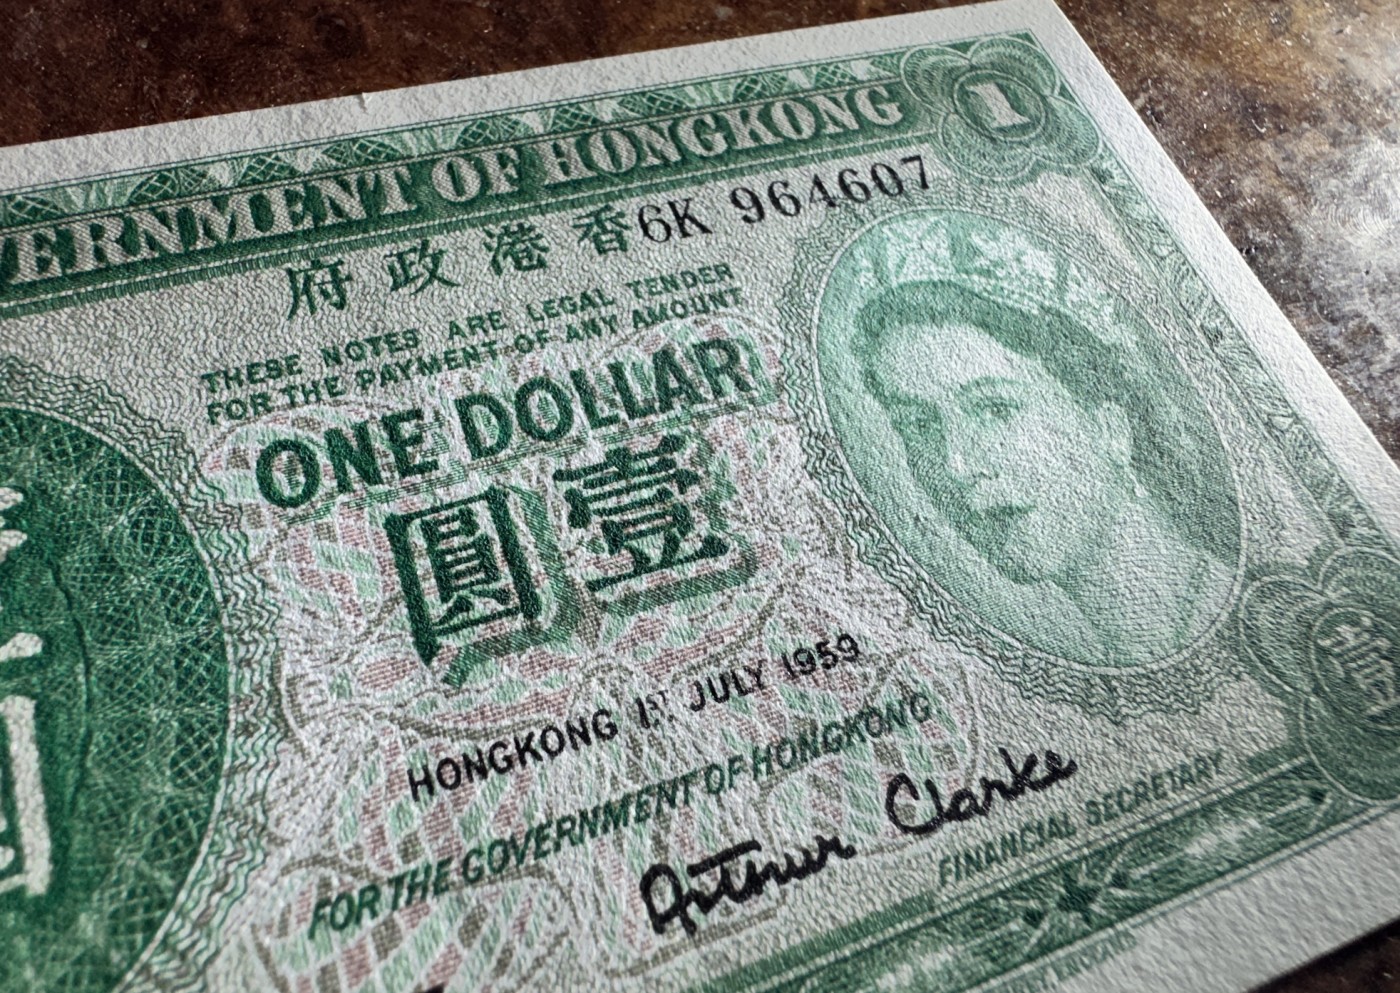 ERNMENT OF HONGKONG
1
府政港香
6K 964607
THESE NOTES ARE LEGAL TENDER
FOR THE PAYMENT OF ANY AMOUNT
ONE DOLLAR
圓壹
HONGKONG 1ST JULY 1959
FOR THE GOVERNMENT OF HONGKONG
Arthur Clarke
FINANCIAL SECRETARY